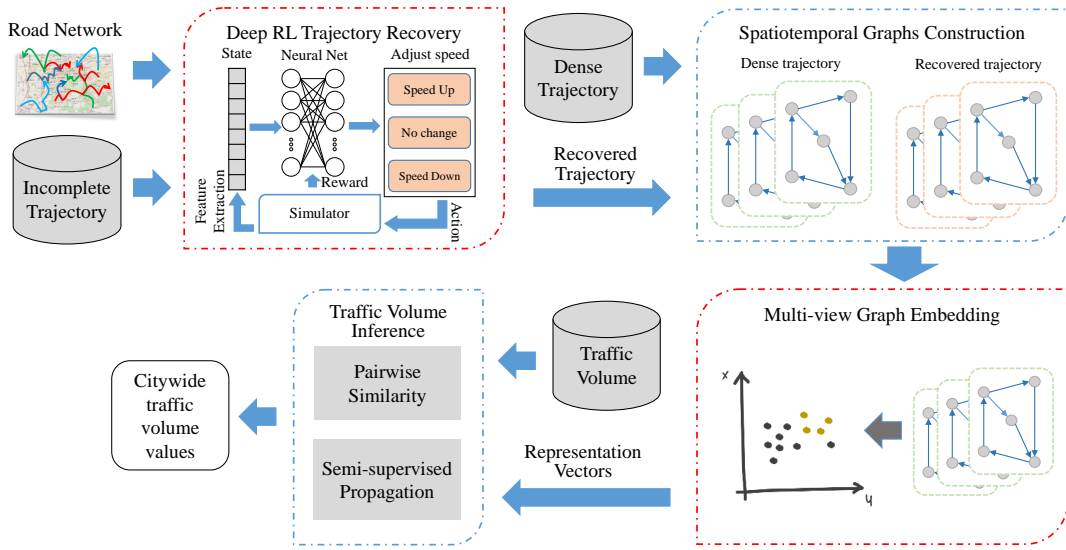 Road Network
Incomplete
Trajectory
Deep RL Trajectory Recovery
State
Neural Net
Adjust speed
Speed Up
No change
Speed Down
Reward
Simulator
Feature
Extraction
Action
Dense
Trajectory
Recovered
Trajectory
Spatiotemporal Graphs Construction
Dense trajectory
Recovered trajectory
Multi-view Graph Embedding
x
y
Representation
Vectors
Traffic
Volume
Traffic Volume
Inference
Pairwise
Similarity
Semi-supervised
Propagation
Citywide
traffic
volume
values